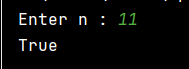 Enter n : 11
True